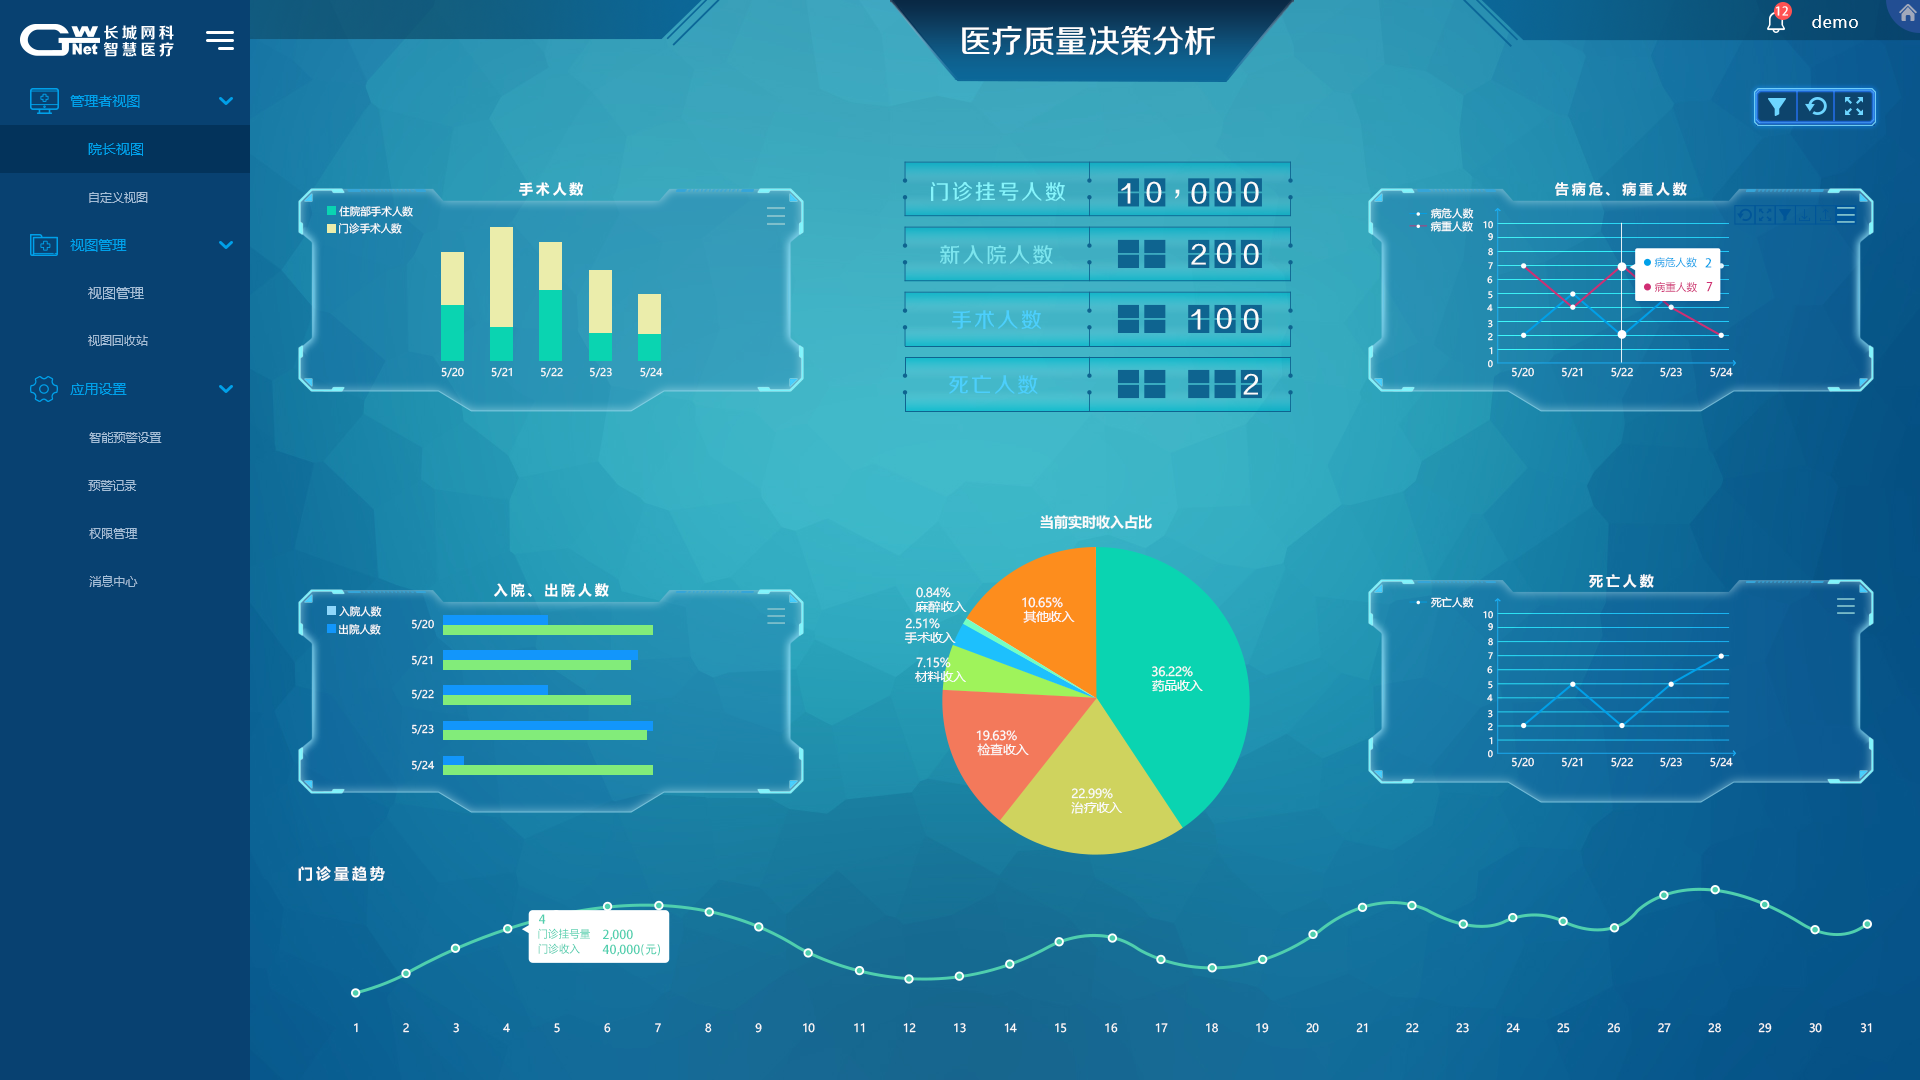 GW Net 长城网科
智慧医疗
医疗质量决策分析
12
demo
管理者视图
院长视图
自定义视图
视图管理
视图管理
视图回收站
应用设置
智能预警设置
预警记录
权限管理
消息中心
手术人数
住院部手术人数
门诊手术人数
5/20 5/21 5/22 5/23 5/24
门诊挂号人数 10,000
新入院人数 200
手术人数 100
死亡人数 2
告病危、病重人数
病危人数
病重人数
10
9
8
7
6
5
4
3
2
1
0
病危人数 2
病重人数 7
5/20 5/21 5/22 5/23 5/24
入院、出院人数
入院人数
出院人数
5/20
5/21
5/22
5/23
5/24
当前实时收入占比
0.84%
麻醉收入
2.51%
手术收入
7.15%
材料收入
10.65%
其他收入
36.22%
药品收入
19.63%
检查收入
22.99%
治疗收入
死亡人数
死亡人数
10
9
8
7
6
5
4
3
2
1
0
5/20 5/21 5/22 5/23 5/24
门诊量趋势
4
门诊挂号量 2,000
门诊收入 40,000(元)
1 2 3 4 5 6 7 8 9 10 11 12 13 14 15 16 17 18 19 20 21 22 23 24 25 26 27 28 29 30 31